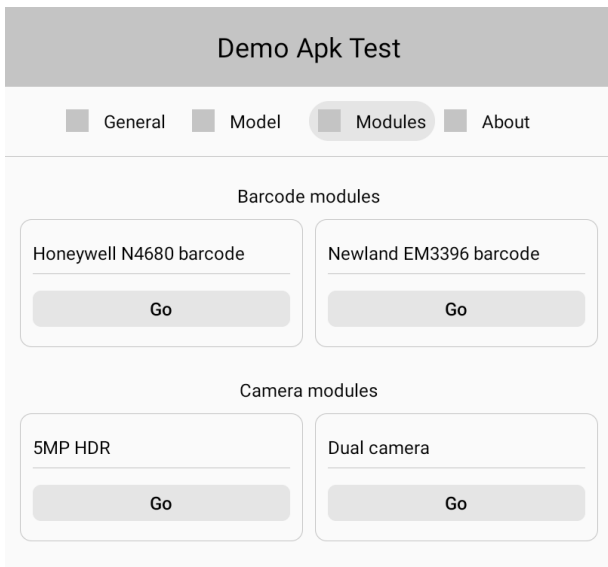 Demo Apk Test
General Model Modules About
Barcode modules
Honeywell N4680 barcode Newland EM3396 barcode
Go Go
Camera modules
5MP HDR Dual camera
Go Go